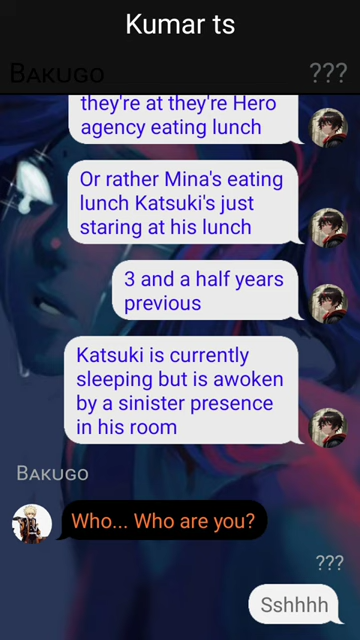 Kumar ts
BAKUGO
???
they're at they're Hero
agency eating lunch
Or rather Mina's eating
lunch Katsuki's just
staring at his lunch
3 and a half years
previous
Katsuki is currently
sleeping but is awoken
by a sinister presence
in his room
BAKUGO
Who... Who are you?
???
Sshhhh